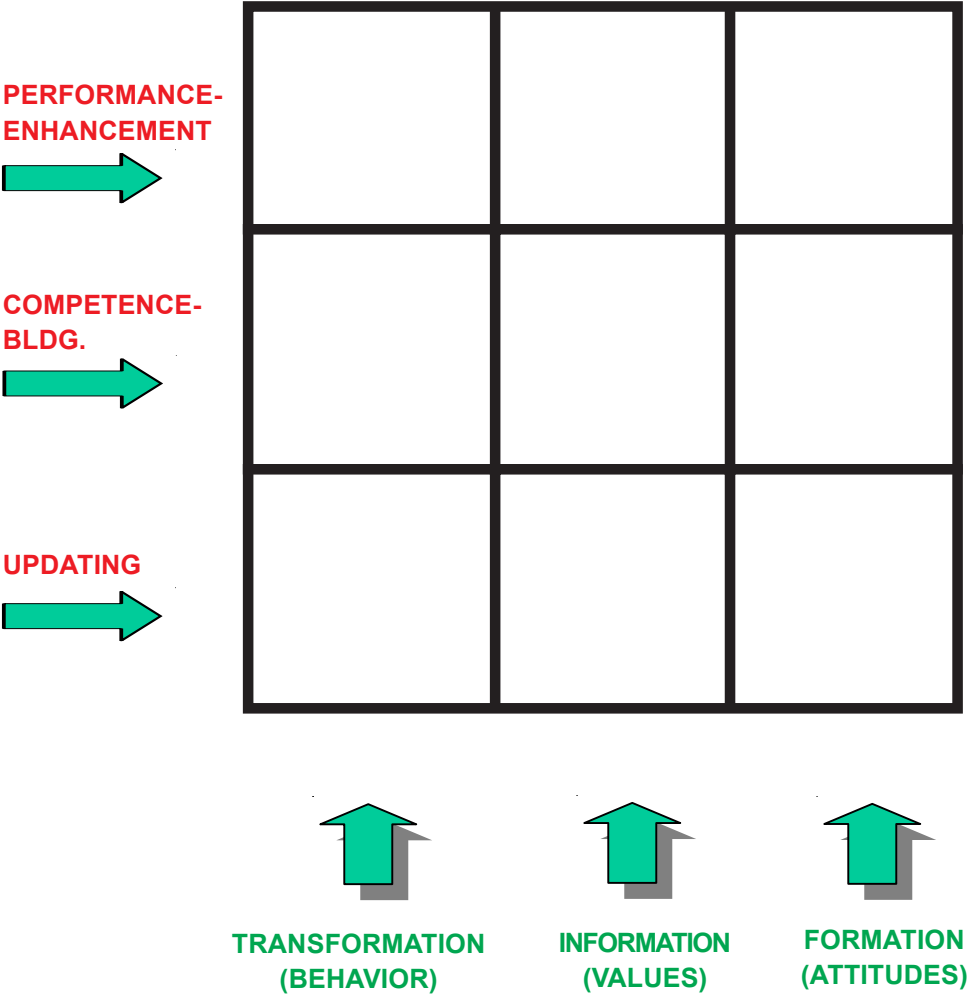 PERFORMANCE-
ENHANCEMENT
COMPETENCE-
BLDG.
UPDATING
TRANSFORMATION
(BEHAVIOR)
INFORMATION
(VALUES)
FORMATION
(ATTITUDES)